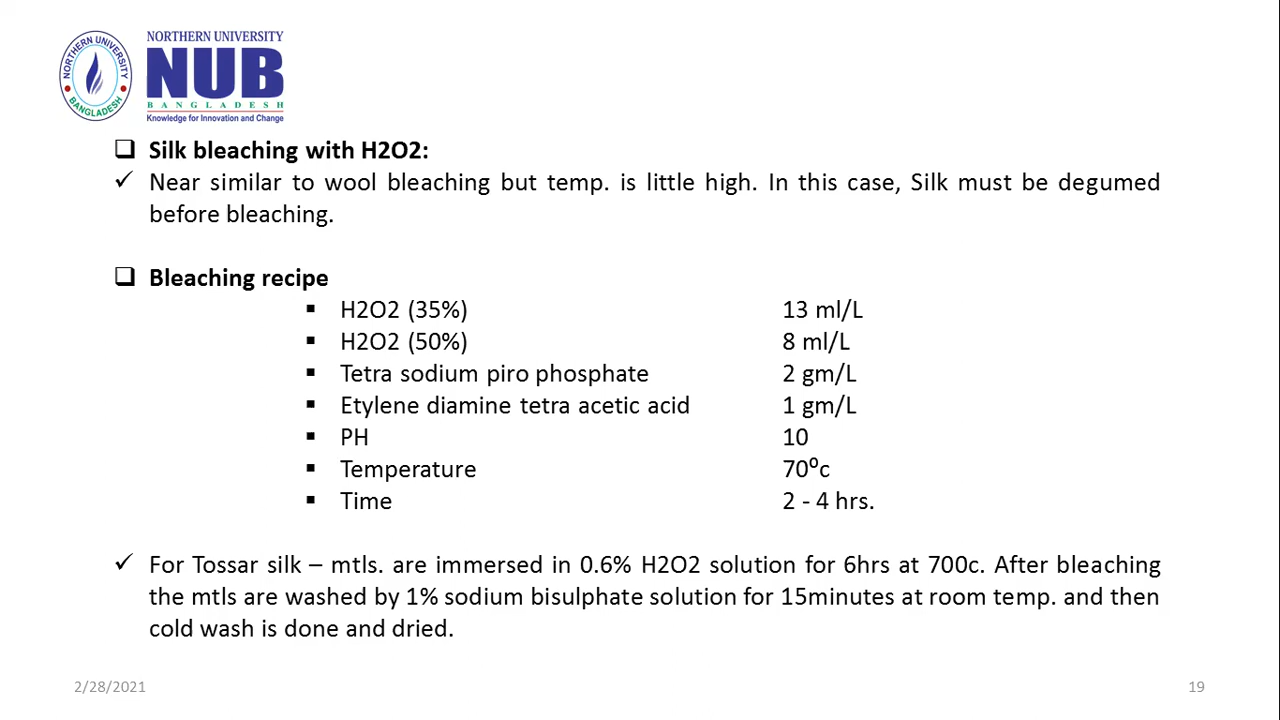 NORTHERN UNIVERSITY
BANGLADESH
NORTHERN UNIVERSITY
NUB
BANGLADESH
Knowledge for Innovation and Change
Silk bleaching with H2O2:
Near similar to wool bleaching but temp. is little high. In this case, Silk must be degumed
before bleaching.
Bleaching recipe
H2O2 (35%) 13 ml/L
H2O2 (50%) 8 ml/L
Tetra sodium piro phosphate 2 gm/L
Etylene diamine tetra acetic acid 1 gm/L
PH 10
Temperature 70⁰c
Time 2 - 4 hrs.
For Tossar silk – mtls. are immersed in 0.6% H2O2 solution for 6hrs at 700c. After bleaching
the mtls are washed by 1% sodium bisulphate solution for 15minutes at room temp. and then
cold wash is done and dried.
2/28/2021 19